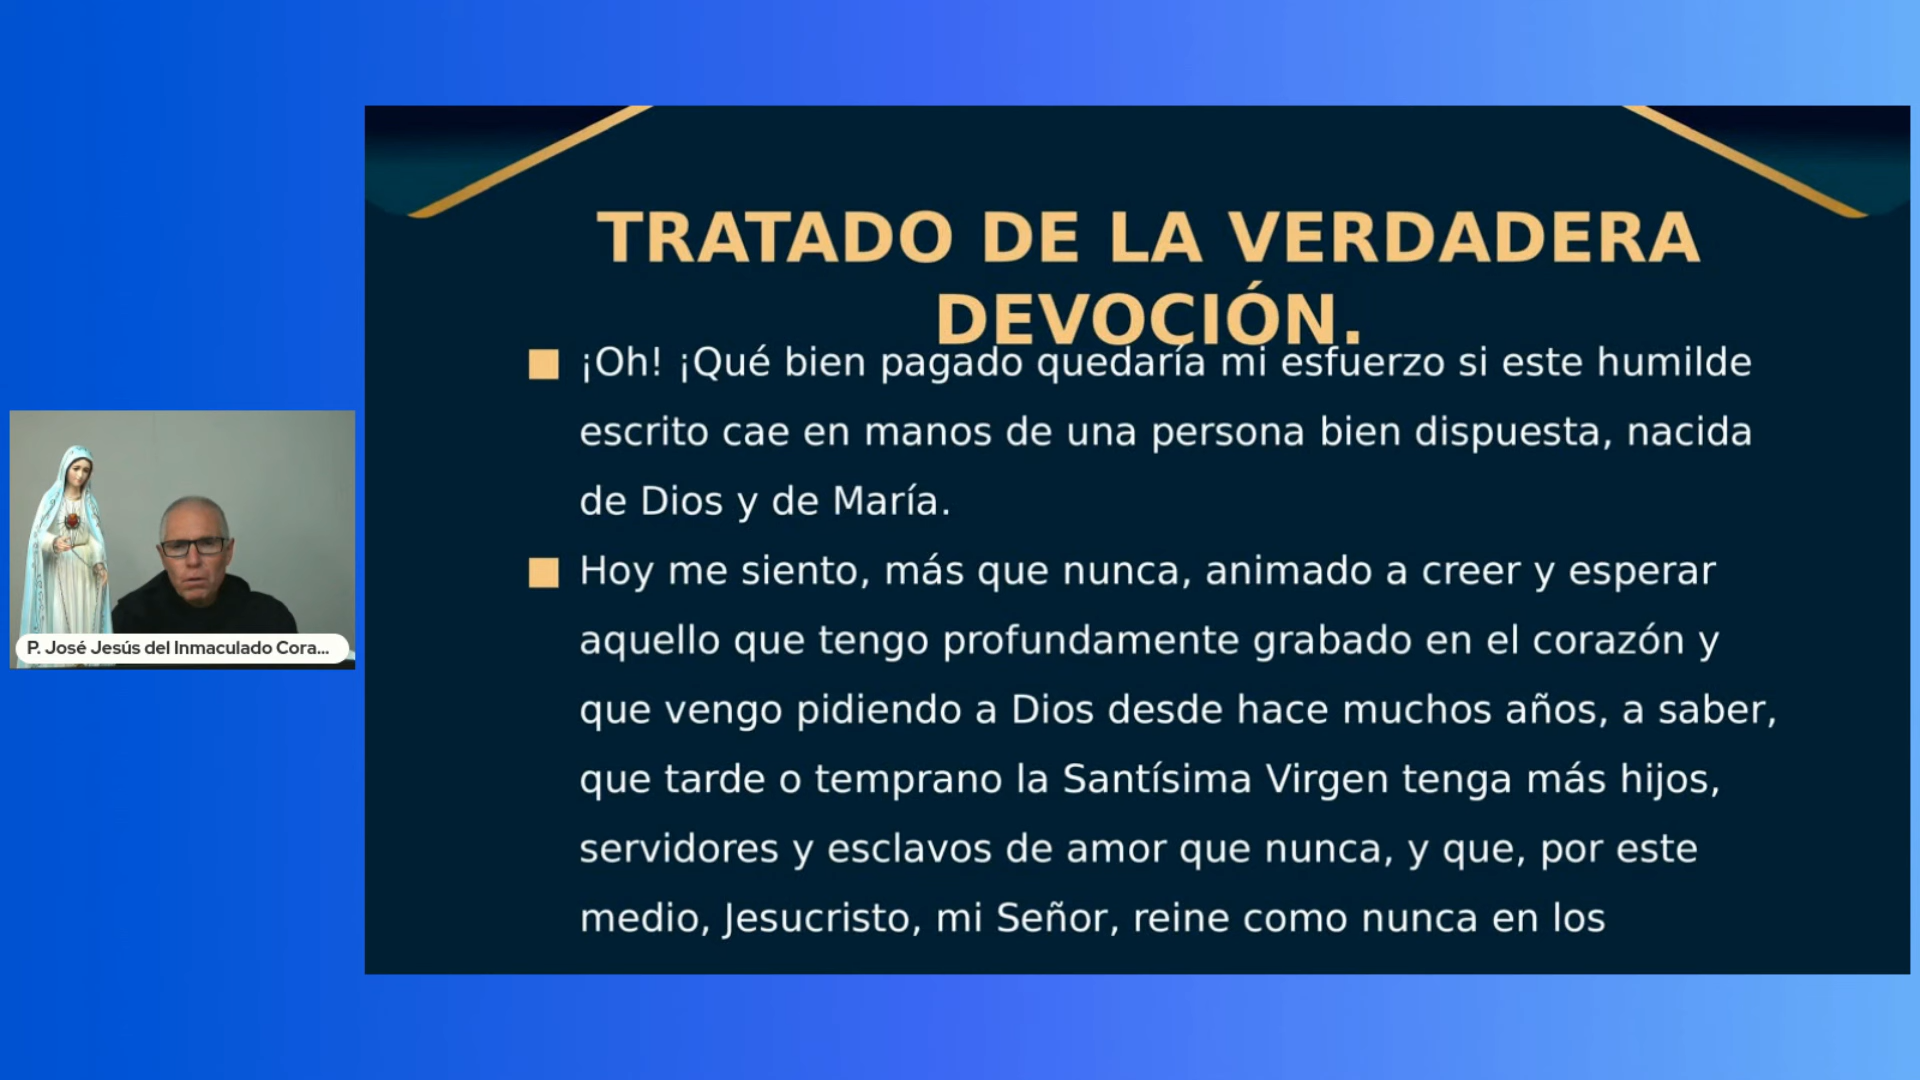 TRATADO DE LA VERDADERA
DEVOCIÓN.
¡Oh! ¡Qué bien pagado quedaría mi esfuerzo si este humilde
escrito cae en manos de una persona bien dispuesta, nacida
de Dios y de María.
Hoy me siento, más que nunca, animado a creer y esperar
aquello que tengo profundamente grabado en el corazón y
que vengo pidiendo a Dios desde hace muchos años, a saber,
que tarde o temprano la Santísima Virgen tenga más hijos,
servidores y esclavos de amor que nunca, y que, por este
medio, Jesucristo, mi Señor, reine como nunca en los
P. José Jesús del Inmaculado Cora...